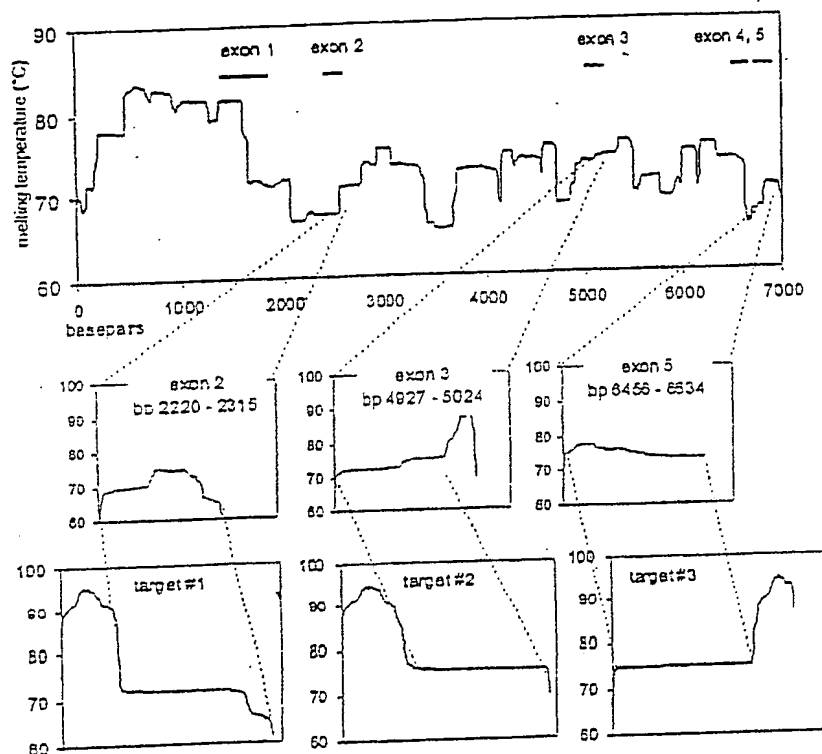 90
80
70
60
melting temperature (°C)
exon 1
exon 2
exon 3
exon 4, 5
0
1000
2000
3000
4000
5000
6000
7000
basepars
100
90
80
70
60
exon 2
bp 2220 - 2315
100
90
80
70
60
exon 3
bp 4927 - 5024
100
90
80
70
60
exon 5
bp 6456 - 6534
100
90
80
70
60
target #1
100
90
80
70
60
target #2
100
90
80
70
60
target #3